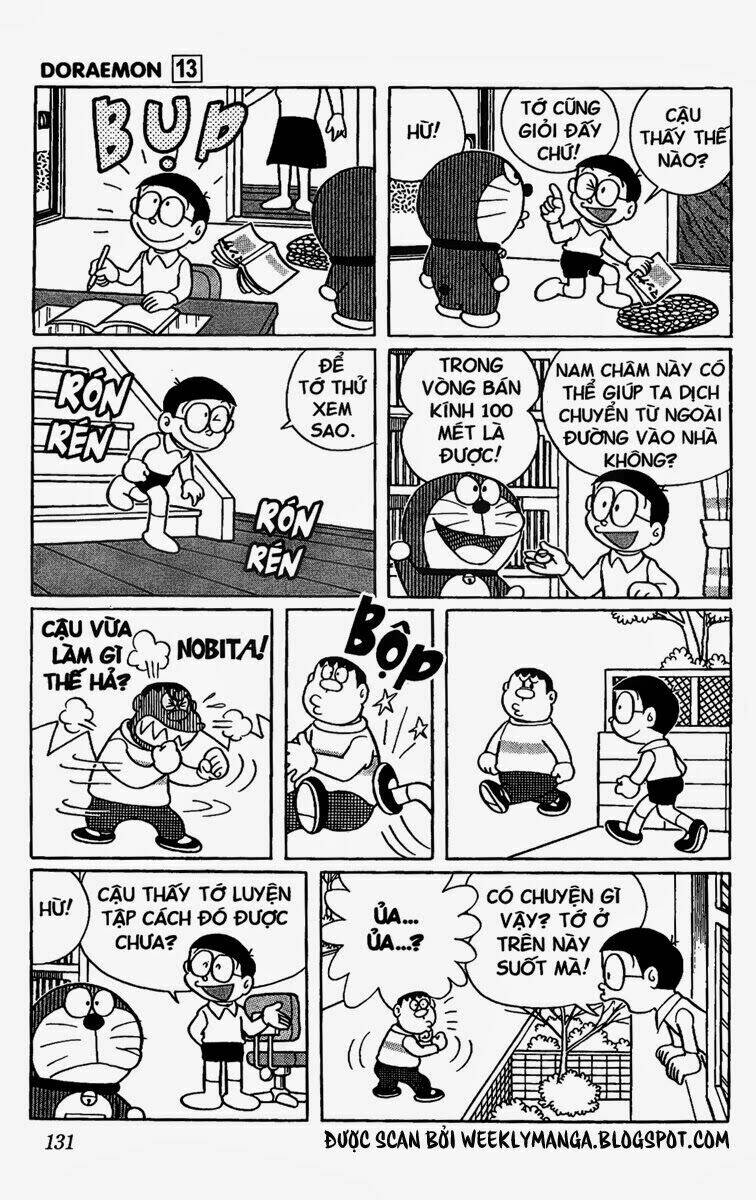 DORAEMON 13
CẬU
THẤY THẾ
NÀO?
TỚ CŨNG
GIỎI ĐẤY
CHỨ!
HỪ!
BỤP
NAM CHÂM NÀY CÓ
THỂ GIÚP TA DỊCH
CHUYỂN TỪ NGOÀI
ĐƯỜNG VÀO NHÀ
KHÔNG?
TRONG
VÒNG BÁN
KÍNH 100
MÉT LÀ
ĐƯỢC!
ĐỂ
TỚ THỬ
XEM
SAO.
RÓN
RÉN
RÓN
RÉN
BỘP
NOBITA!
CẬU VỪA
LÀM GÌ
THẾ HẢ?
CÓ CHUYỆN GÌ
VẬY? TỚ Ở
TRÊN NÀY
SUỐT MÀ!
ỦA...
ỦA...?
CẬU THẤY TỚ LUYỆN
TẬP CÁCH ĐÓ ĐƯỢC
CHƯA?
HỪ!
131
ĐƯỢC SCAN BỞI WEEKLYMANGA.BLOGSPOT.COM